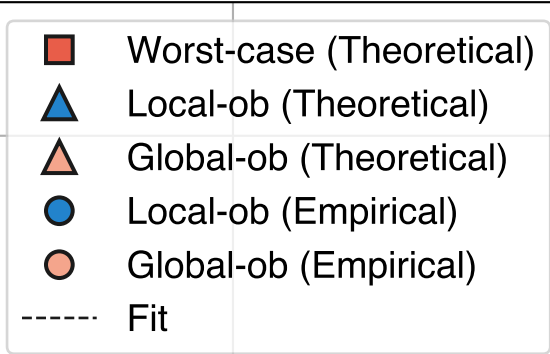 Worst-case (Theoretical)
Local-ob (Theoretical)
Global-ob (Theoretical)
Local-ob (Empirical)
Global-ob (Empirical)
Fit